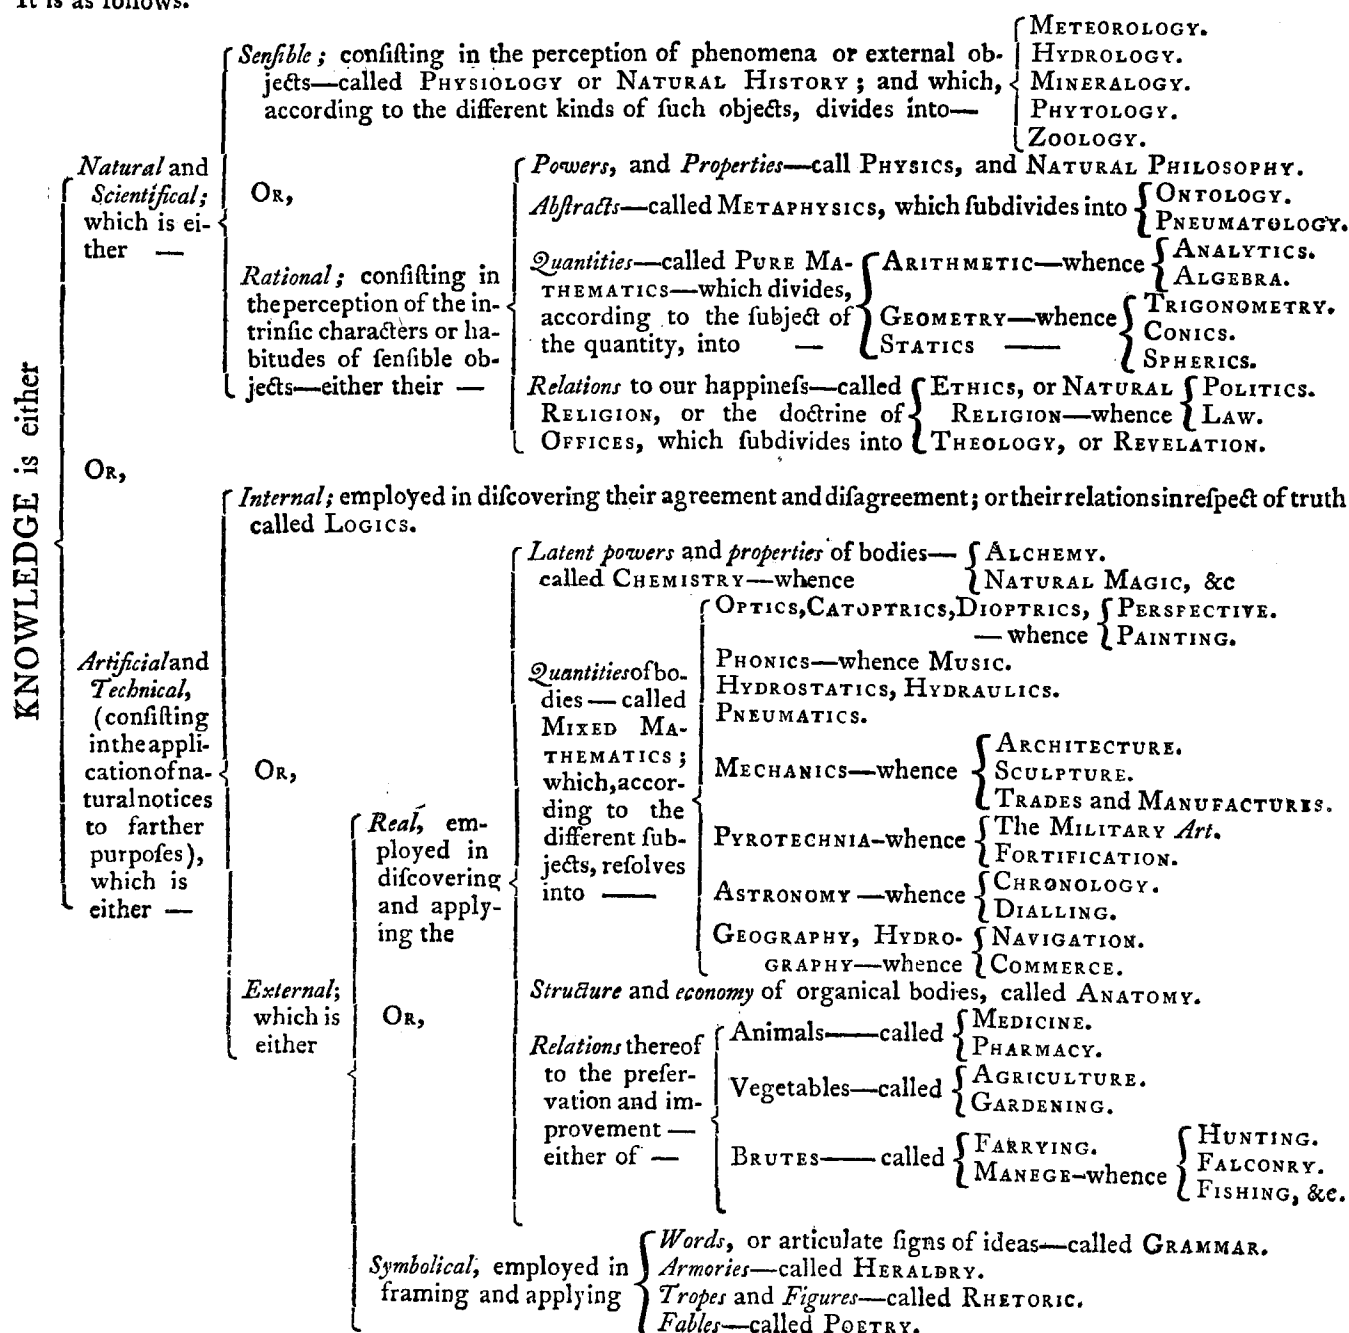 It is as follows.
KNOWLEDGE is either
Natural and
Scientifical;
which is ei-
ther —
Senſible; conſiſting in the perception of phenomena or external ob-
jects—called PHYSIOLOGY or NATURAL HISTORY; and which,
according to the different kinds of ſuch objects, divides into—
METEOROLOGY.
HYDROLOGY.
MINERALOGY.
PHYTOLOGY.
ZOOLOGY.
OR,
Rational; conſiſting in
the perception of the in-
trinſic characters or ha-
bitudes of ſenſible ob-
jects—either their —
Powers, and Properties—call PHYSICS, and NATURAL PHILOSOPHY.
Abſtracts—called METAPHYSICS, which ſubdivides into
ONTOLOGY.
PNEUMATOLOGY.
Quantities—called PURE MA-
THEMATICS—which divides,
according to the ſubject of
the quantity, into —
ARITHMETIC—whence
ANALYTICS.
ALGEBRA.
GEOMETRY—whence
STATICS —
TRIGONOMETRY.
CONICS.
SPHERICS.
Relations to our happineſs—called
RELIGION, or the doctrine of
OFFICES, which ſubdivides into
ETHICS, or NATURAL
RELIGION—whence
POLITICS.
LAW.
THEOLOGY, or REVELATION.
OR,
Artificial and
Technical,
(conſiſting
in the appli-
cation of na-
tural notices
to farther
purpoſes),
which is
either —
Internal; employed in diſcovering their agreement and diſagreement; or their relations in reſpect of truth
called LOGICS.
OR,
External;
which is
either
Real, em-
ployed in
diſcovering
and apply-
ing the
Latent powers and properties of bodies—
called CHEMISTRY—whence
ALCHEMY.
NATURAL MAGIC, &c
Quantities of bo-
dies — called
MIXED MA-
THEMATICS;
which, accor-
ding to the
different ſub-
jects, reſolves
into —
OPTICS, CATOPTRICS, DIOPTRICS,
— whence
PERSPECTIVE.
PAINTING.
PHONICS—whence MUSIC.
HYDROSTATICS, HYDRAULICS.
PNEUMATICS.
MECHANICS—whence
ARCHITECTURE.
SCULPTURE.
TRADES and MANUFACTURES.
PYROTECHNIA—whence
The MILITARY Art.
FORTIFICATION.
ASTRONOMY—whence
CHRONOLOGY.
DIALLING.
GEOGRAPHY, HYDRO-
GRAPHY—whence
NAVIGATION.
COMMERCE.
Structure and economy of organical bodies, called ANATOMY.
Relations thereof
to the preſer-
vation and im-
provement —
either of —
Animals—called
MEDICINE.
PHARMACY.
Vegetables—called
AGRICULTURE.
GARDENING.
BRUTES—called
FARRYING.
MANEGE—whence
HUNTING.
FALCONRY.
FISHING, &c.
OR,
Symbolical, employed in
framing and applying
Words, or articulate ſigns of ideas—called GRAMMAR.
Armories—called HERALDRY.
Tropes and Figures—called RHETORIC.
Fables—called POETRY.